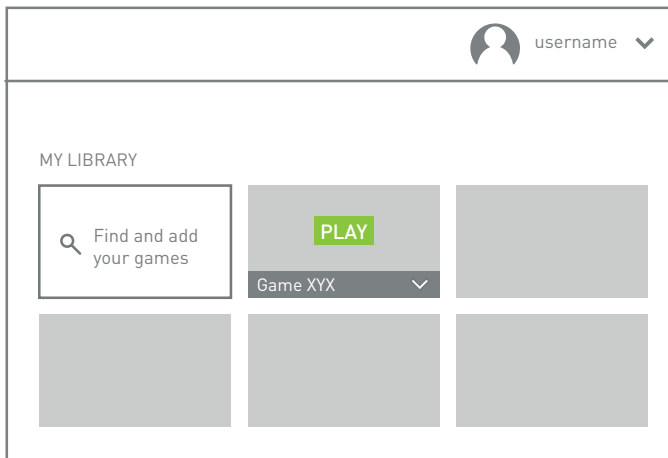 username
MY LIBRARY
Find and add
your games
PLAY
Game XYX